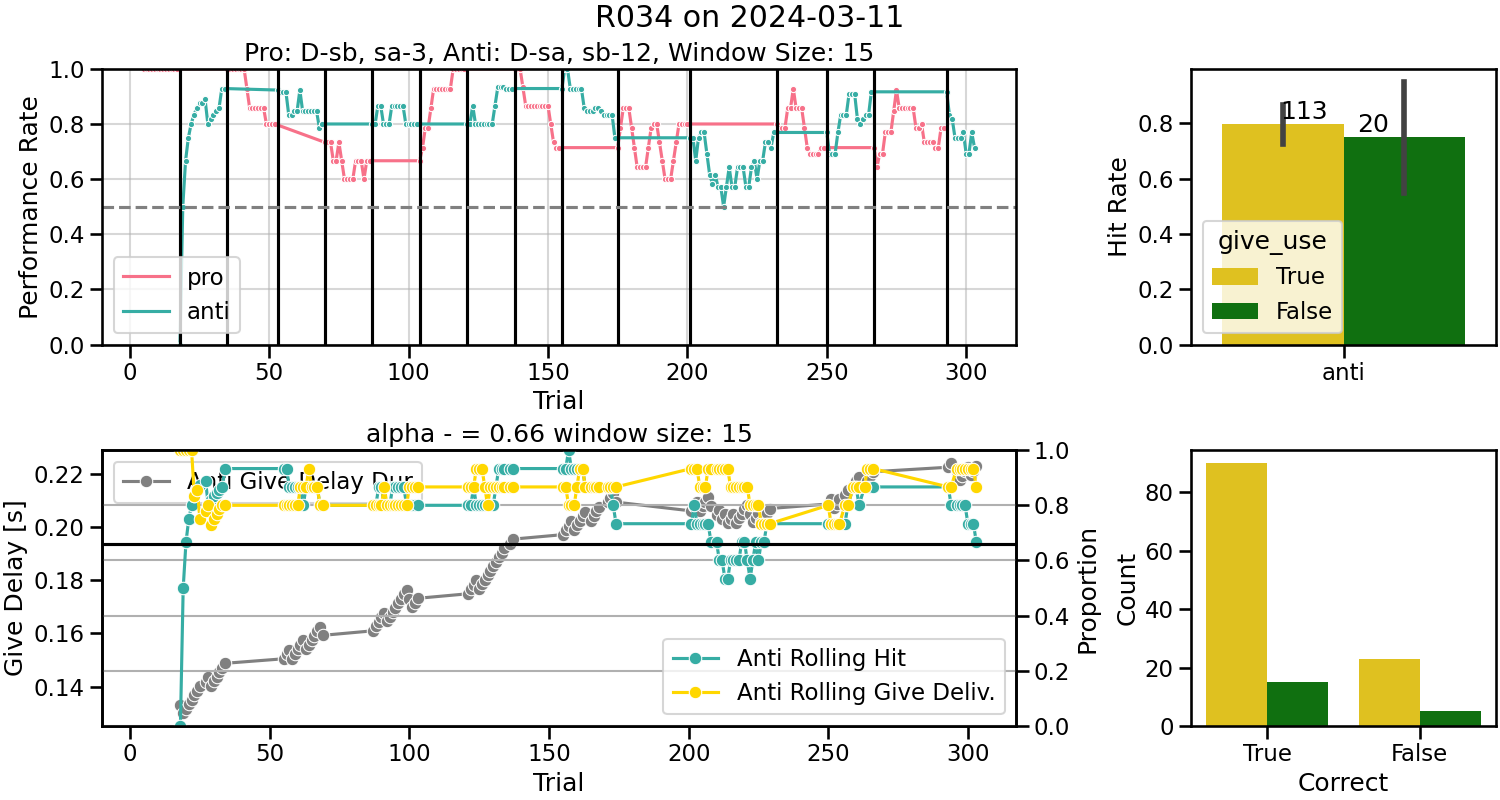 R034 on 2024-03-11
Pro: D-sb, sa-3, Anti: D-sa, sb-12, Window Size: 15
Performance Rate
1.0
0.8
0.6
0.4
0.2
0.0
pro
anti
0 50 100 150 200 250 300
Trial
Hit Rate
0.8
0.6
0.4
0.2
0.0
113
20
give_use
True
False
anti
alpha - = 0.66 window size: 15
Give Delay [s]
0.22
0.20
0.18
0.16
0.14
Anti Give Delay Dur
Anti Rolling Hit
Anti Rolling Give Deliv.
1.0
0.8
0.6
0.4
0.2
0.0
Proportion
0 50 100 150 200 250 300
Trial
Count
80
60
40
20
0
True False
Correct